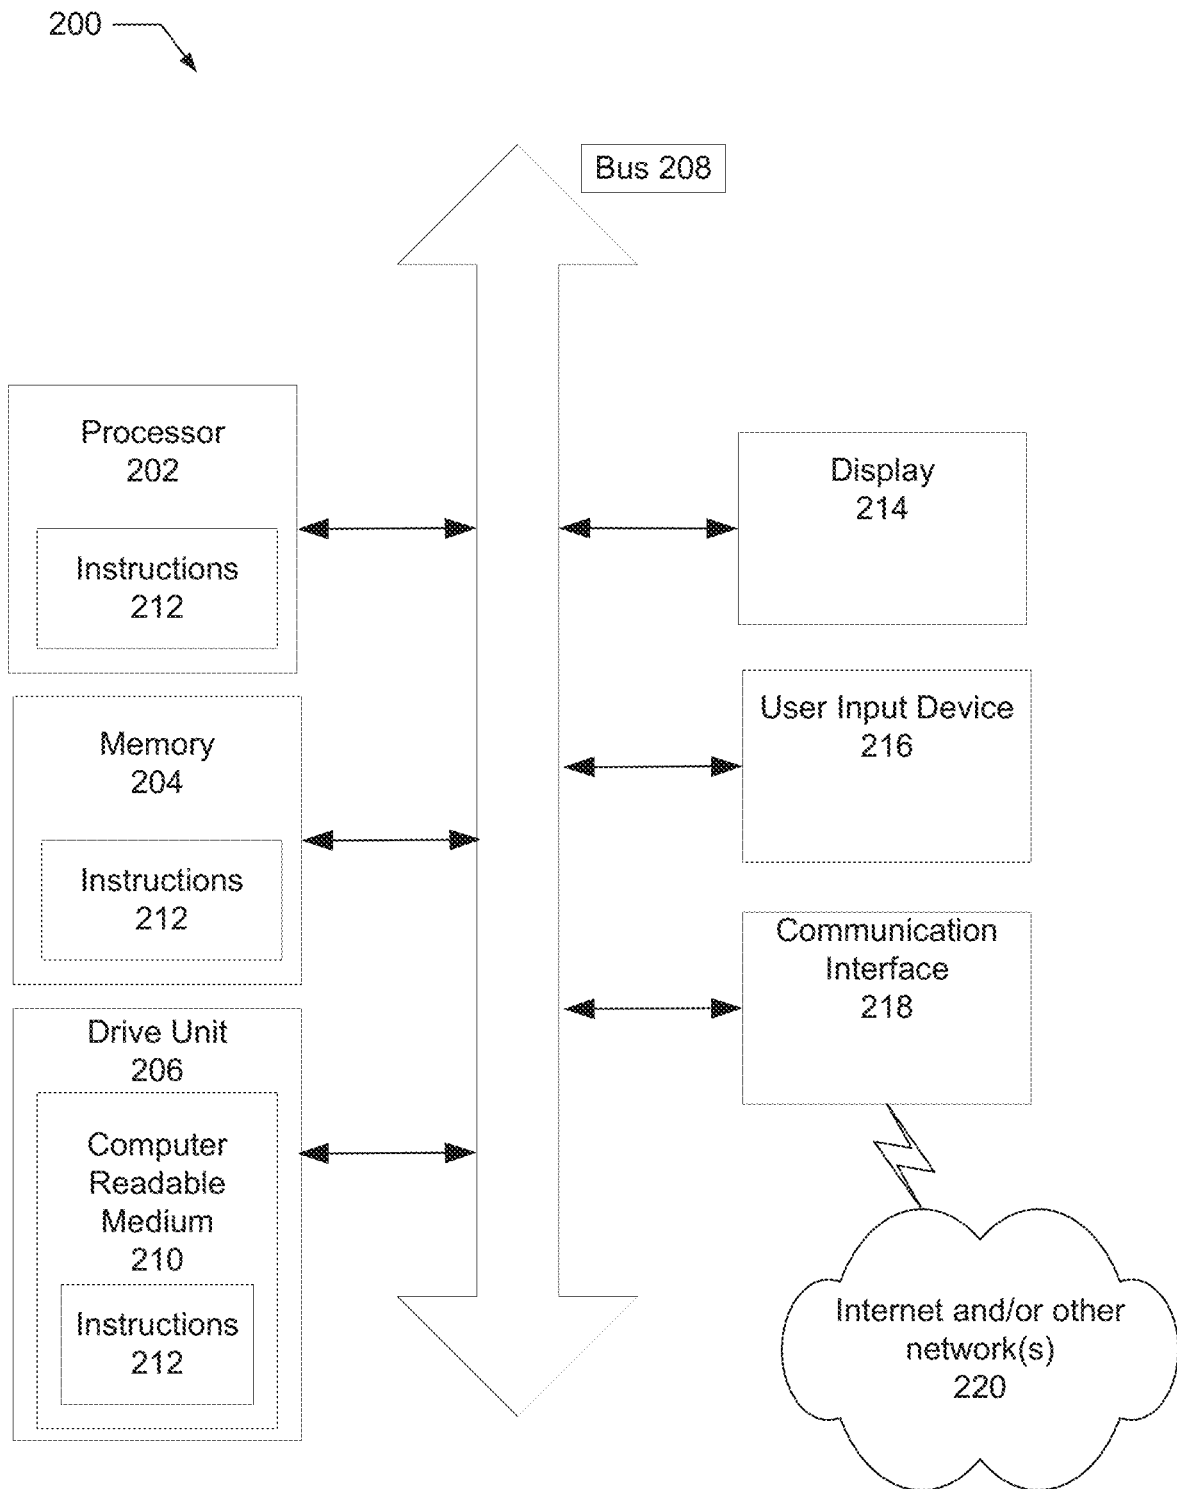 200
Bus 208
Processor
202
Instructions
212
Memory
204
Instructions
212
Drive Unit
206
Computer
Readable
Medium
210
Instructions
212
Display
214
User Input Device
216
Communication
Interface
218
Internet and/or other
network(s)
220